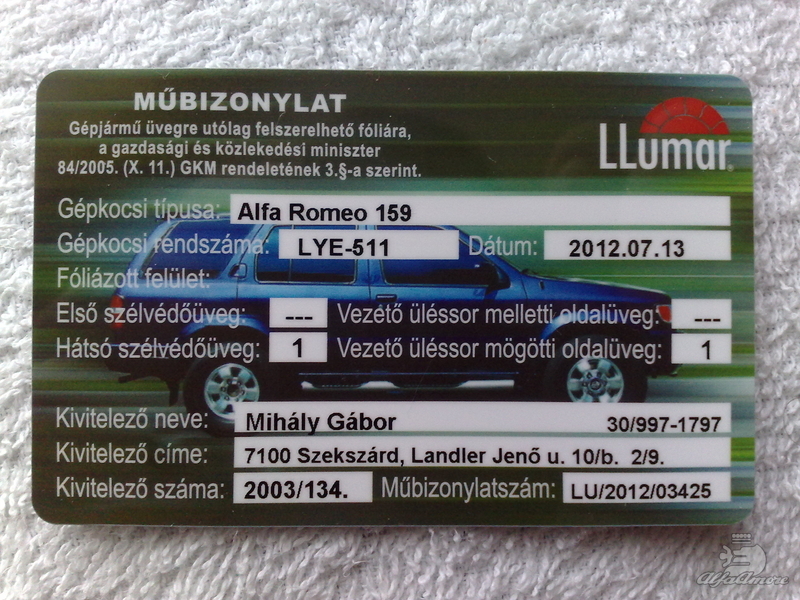 MŰBIZONYLAT
Gépjármű üvegre utólag felszerelhető fóliára,
a gazdasági és közlekedési miniszter
84/2005. (X. 11.) GKM rendeletének 3.§-a szerint.
LLumar
Gépkocsi típusa: Alfa Romeo 159
Gépkocsi rendszáma: LYE-511 Dátum: 2012.07.13
Fóliázott felület:
Első szélvédőüveg: --- Vezető üléssor melletti oldalüveg: ---
Hátsó szélvédőüveg: 1 Vezető üléssor mögötti oldalüveg: 1
Kivitelező neve: Mihály Gábor 30/997-1797
Kivitelező címe: 7100 Szekszárd, Landler Jenő u. 10/b. 2/9.
Kivitelező száma: 2003/134. Műbizonylatszám: LU/2012/03425
AlfaAmore